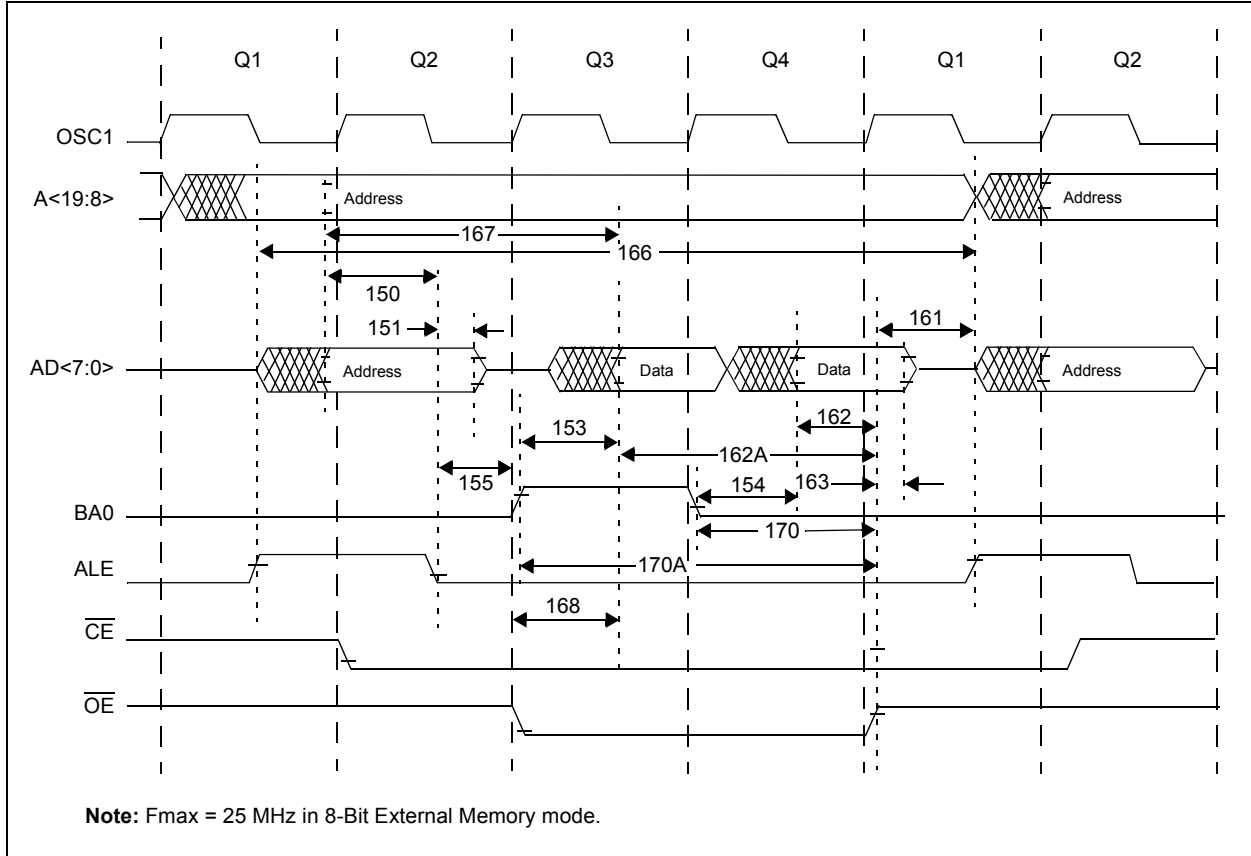 Q1 Q2 Q3 Q4 Q1 Q2
OSC1
A<19:8>
Address Address
167
166
150
151 161
AD<7:0>
Address Data Data Address
162
153
162A
155
154 163
BA0
170
170A
ALE
168
CE
OE
Note: Fmax = 25 MHz in 8-Bit External Memory mode.